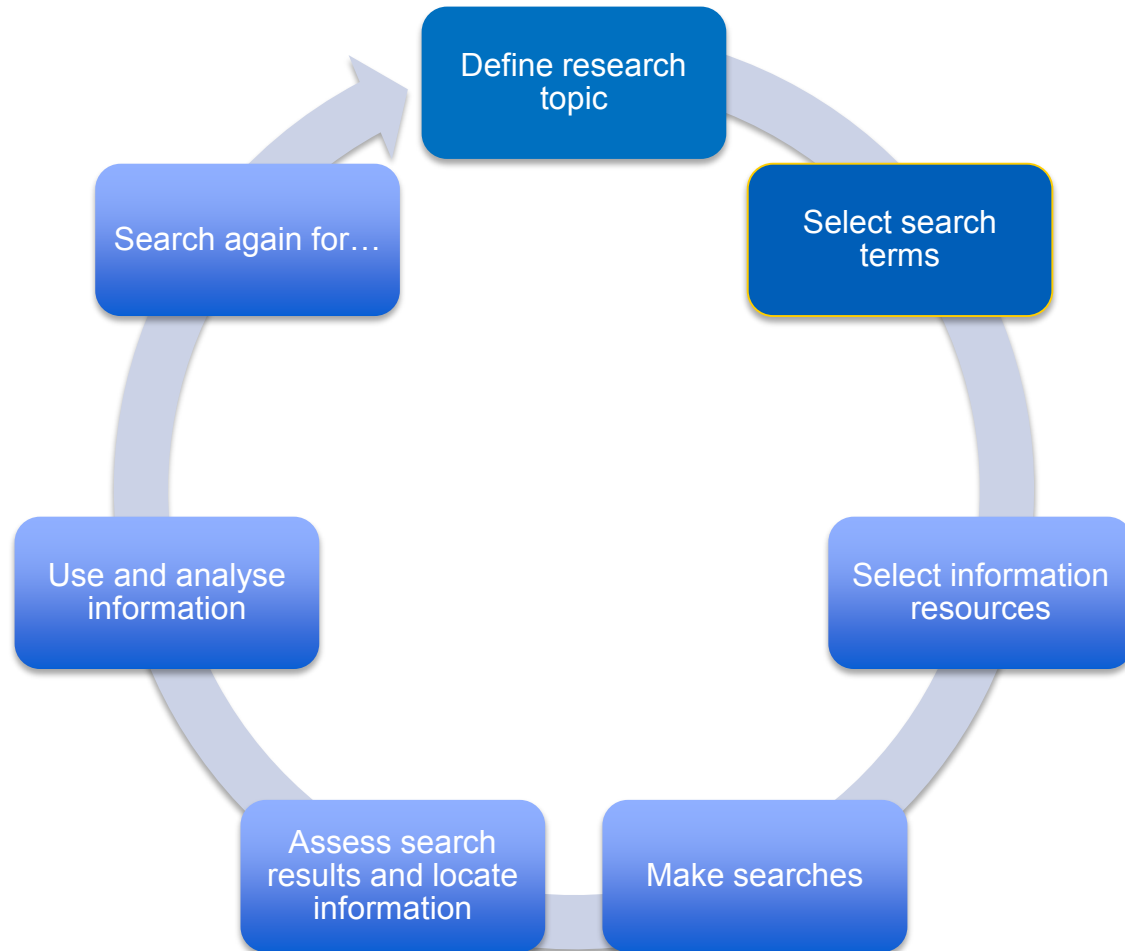 Define research
topic
Select search
terms
Select information
resources
Make searches
Assess search
results and locate
information
Use and analyse
information
Search again for…